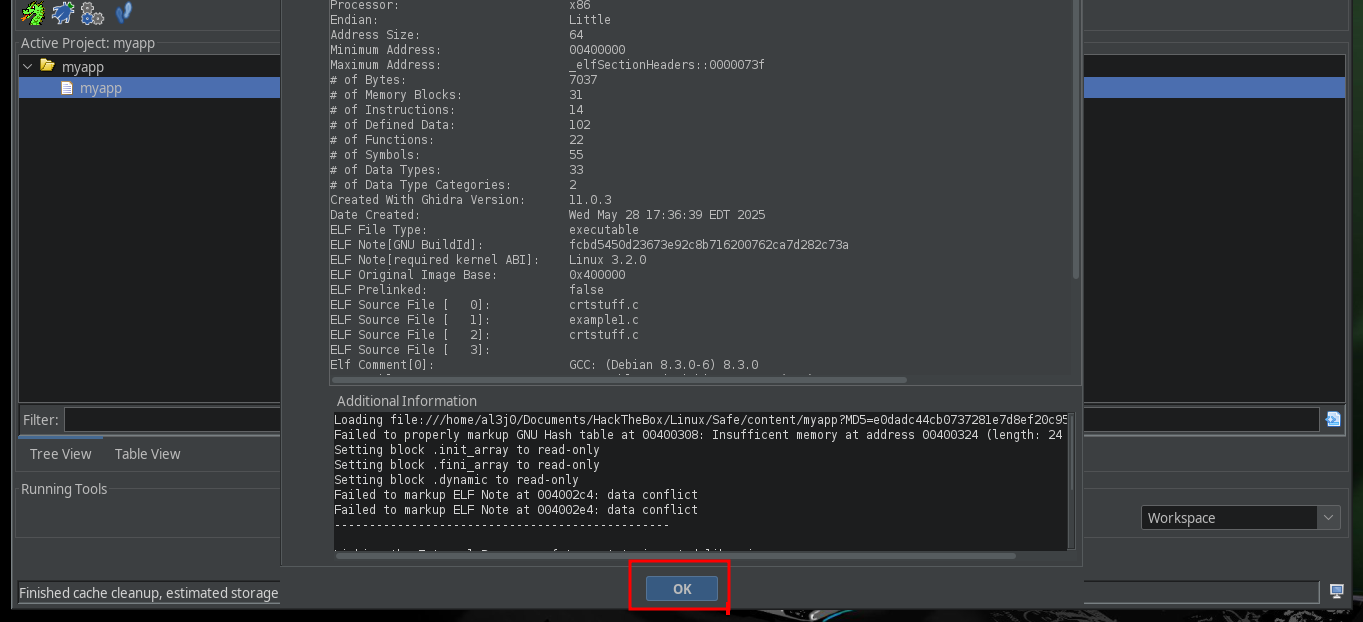 Active Project: myapp
myapp
myapp
Processor: x86
Endian: Little
Address Size: 64
Minimum Address: 00400000
Maximum Address: _elfSectionHeaders::0000073f
# of Bytes: 7037
# of Memory Blocks: 31
# of Instructions: 14
# of Defined Data: 102
# of Functions: 22
# of Symbols: 55
# of Data Types: 33
# of Data Type Categories: 2
Created With Ghidra Version: 11.0.3
Date Created: Wed May 28 17:36:39 EDT 2025
ELF File Type: executable
ELF Note[GNU BuildId]: fcbd5450d23673e92c8b716200762ca7d282c73a
ELF Note[required kernel ABI]: Linux 3.2.0
ELF Original Image Base: 0x400000
ELF Prelinked: false
ELF Source File [   0]: crtstuff.c
ELF Source File [   1]: example1.c
ELF Source File [   2]: crtstuff.c
ELF Source File [   3]:
Elf Comment[0]: GCC: (Debian 8.3.0-6) 8.3.0
Additional Information
Loading file:///home/al3j0/Documents/HackTheBox/Linux/Safe/content/myapp?MD5=e0dadc44cb0737281e7d8ef20c95
Failed to properly markup GNU Hash table at 00400308: Insufficent memory at address 00400324 (length: 24
Setting block .init_array to read-only
Setting block .fini_array to read-only
Setting block .dynamic to read-only
Failed to markup ELF Note at 004002c4: data conflict
Failed to markup ELF Note at 004002e4: data conflict
------------------------------------------------
OK
Filter:
Tree View Table View
Running Tools
Workspace
Finished cache cleanup, estimated storage